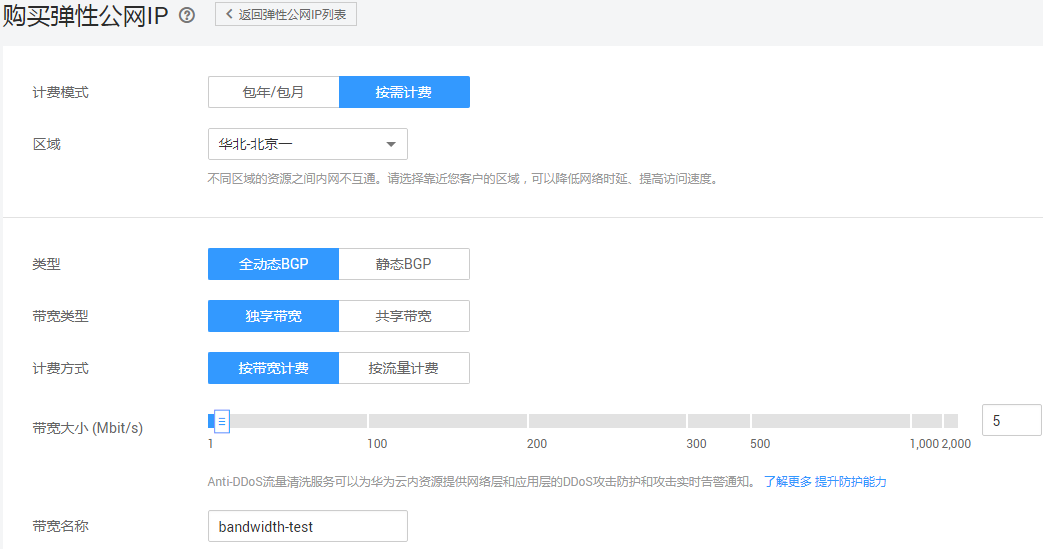 购买弹性公网IP ? < 返回弹性公网IP列表
计费模式 包年/包月 按需计费
区域 华北-北京一
不同区域的资源之间内网不互通。请选择靠近您客户的区域，可以降低网络时延、提高访问速度。
类型 全动态BGP 静态BGP
带宽类型 独享带宽 共享带宽
计费方式 按带宽计费 按流量计费
带宽大小 (Mbit/s) 5
1 100 200 300 500 1,000 2,000
Anti-DDoS流量清洗服务可以为华为云内资源提供网络层和应用层的DDoS攻击防护和攻击实时告警通知。 了解更多 提升防护能力
带宽名称 bandwidth-test